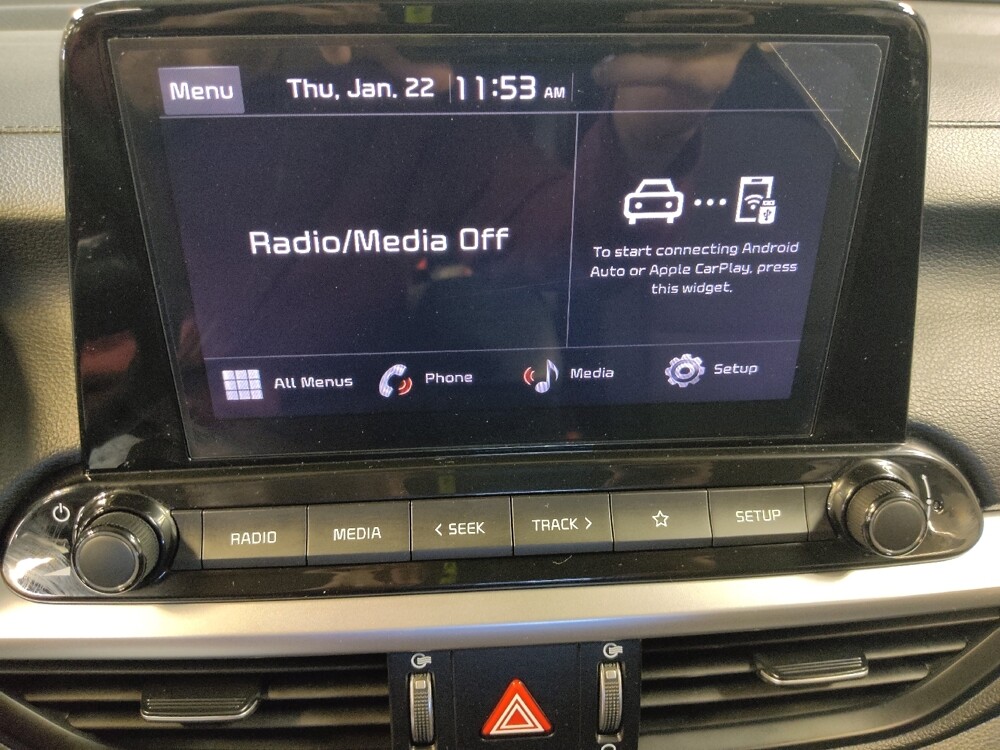 Menu
Thu, Jan. 22
11:53 AM
Radio/Media Off
To start connecting Android
Auto or Apple CarPlay, press
this widget.
All Menus
Phone
Media
Setup
RADIO
MEDIA
< SEEK
TRACK >
SETUP